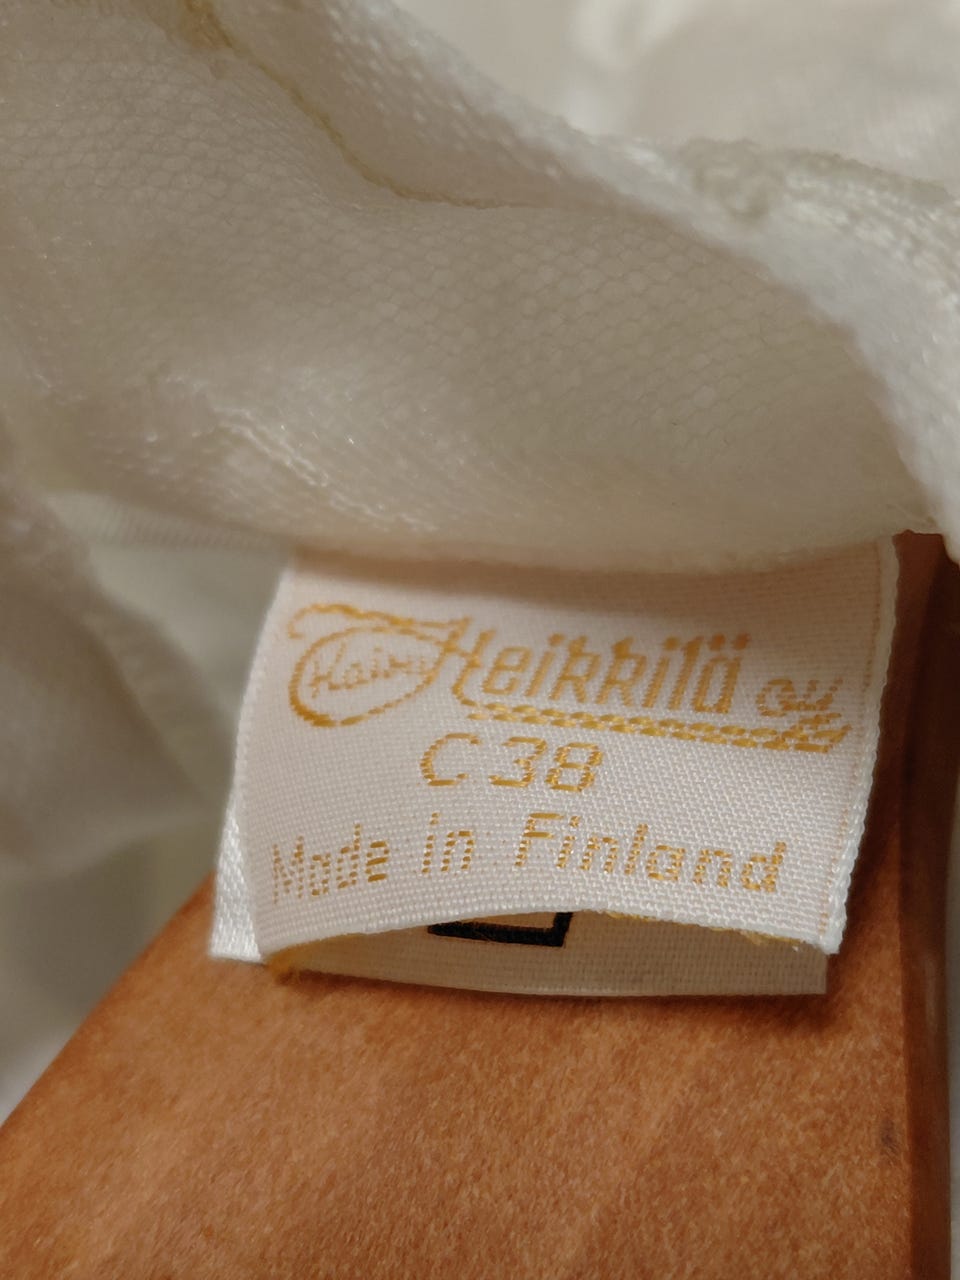 Heikkilä Oy
C 38
Made in Finland